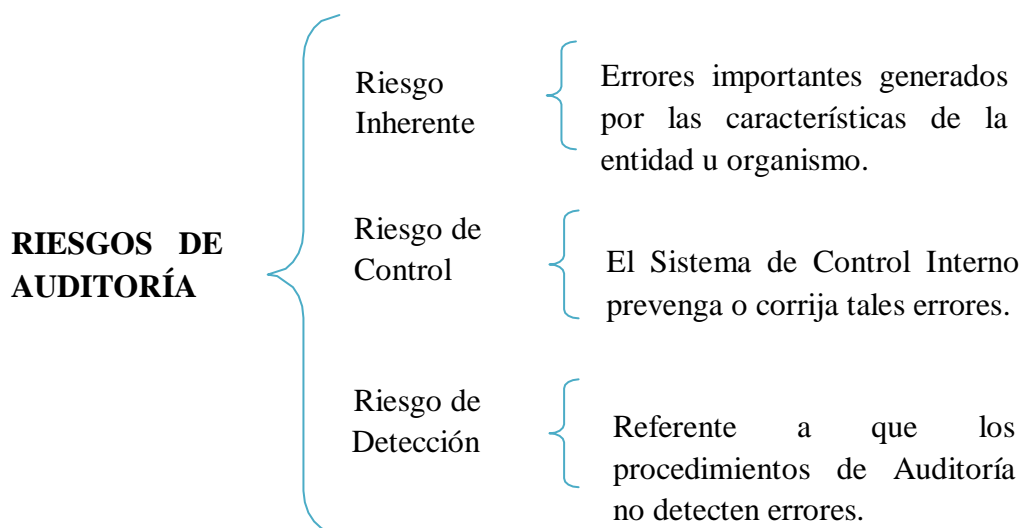 RIESGOS DE
AUDITORÍA
Riesgo
Inherente
Errores importantes generados
por las características de la
entidad u organismo.
Riesgo de
Control
El Sistema de Control Interno
prevenga o corrija tales errores.
Riesgo de
Detección
Referente a que los
procedimientos de Auditoría
no detecten errores.